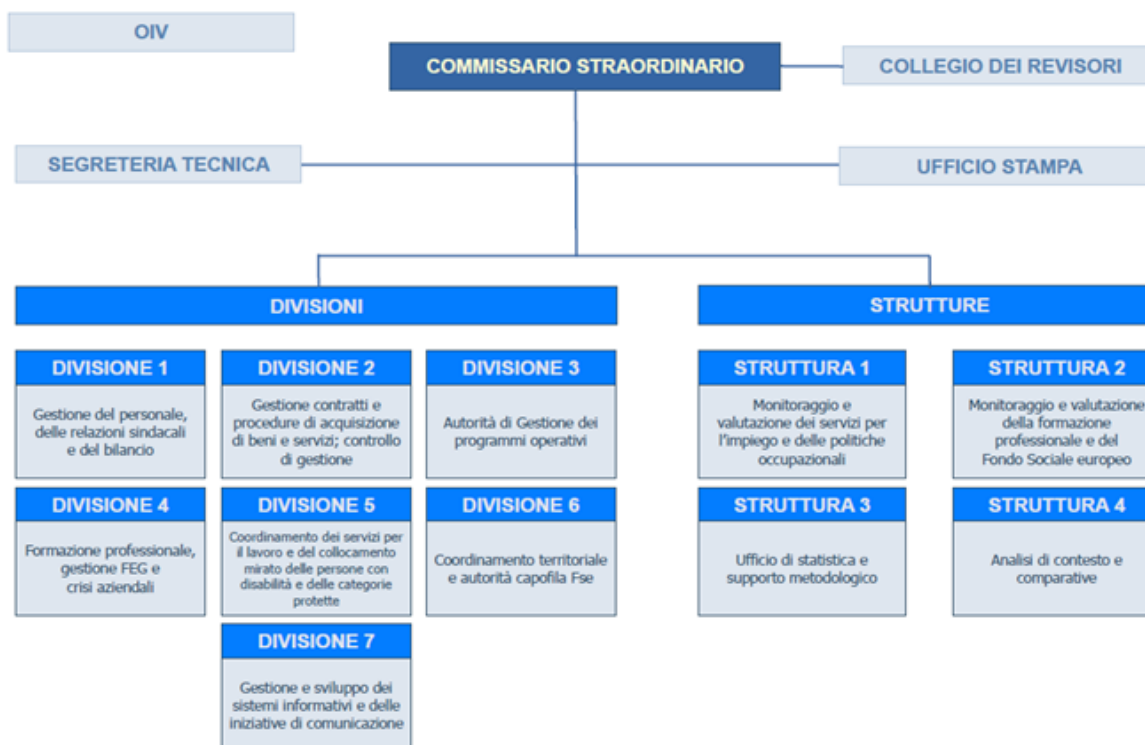 OIV
COMMISSARIO STRAORDINARIO
COLLEGIO DEI REVISORI
SEGRETERIA TECNICA
UFFICIO STAMPA
DIVISIONI
STRUTTURE
DIVISIONE 1
Gestione del personale,
delle relazioni sindacali
e del bilancio
DIVISIONE 2
Gestione contratti e
procedure di acquisizione
di beni e servizi; controllo
di gestione
DIVISIONE 3
Autorità di Gestione dei
programmi operativi
STRUTTURA 1
Monitoraggio e
valutazione dei servizi per
l'impiego e delle politiche
occupazionali
STRUTTURA 2
Monitoraggio e valutazione
della formazione
professionale e del
Fondo Sociale europeo
DIVISIONE 4
Formazione professionale,
gestione FEG e
crisi aziendali
DIVISIONE 5
Coordinamento dei servizi per
il lavoro e del collocamento
mirato delle persone con
disabilità e delle categorie
protette
DIVISIONE 6
Coordinamento territoriale
e autorità capofila Fse
STRUTTURA 3
Ufficio di statistica e
supporto metodologico
STRUTTURA 4
Analisi di contesto e
comparative
DIVISIONE 7
Gestione e sviluppo dei
sistemi informativi e delle
iniziative di comunicazione